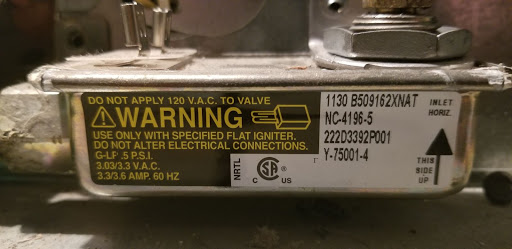 DO NOT APPLY 120 V.A.C. TO VALVE
WARNING
USE ONLY WITH SPECIFIED FLAT IGNITER.
DO NOT ALTER ELECTRICAL CONNECTIONS.
G-LP .5 P.S.I.
3.03/3.3 V.A.C.
3.3/3.6 AMP. 60 HZ
NRTL
C US
1130 B509162XNAT
NC-4196-5
222D3392P001
Y-75001-4
INLET
HORIZ.
THIS
SIDE
UP